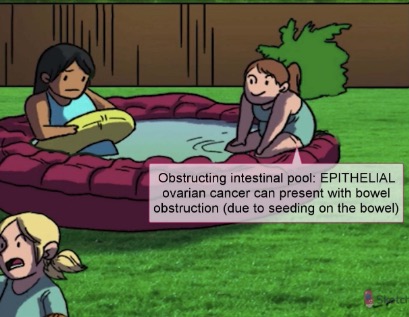 Obstructing intestinal pool: EPITHELIAL
ovarian cancer can present with bowel
obstruction (due to seeding on the bowel)